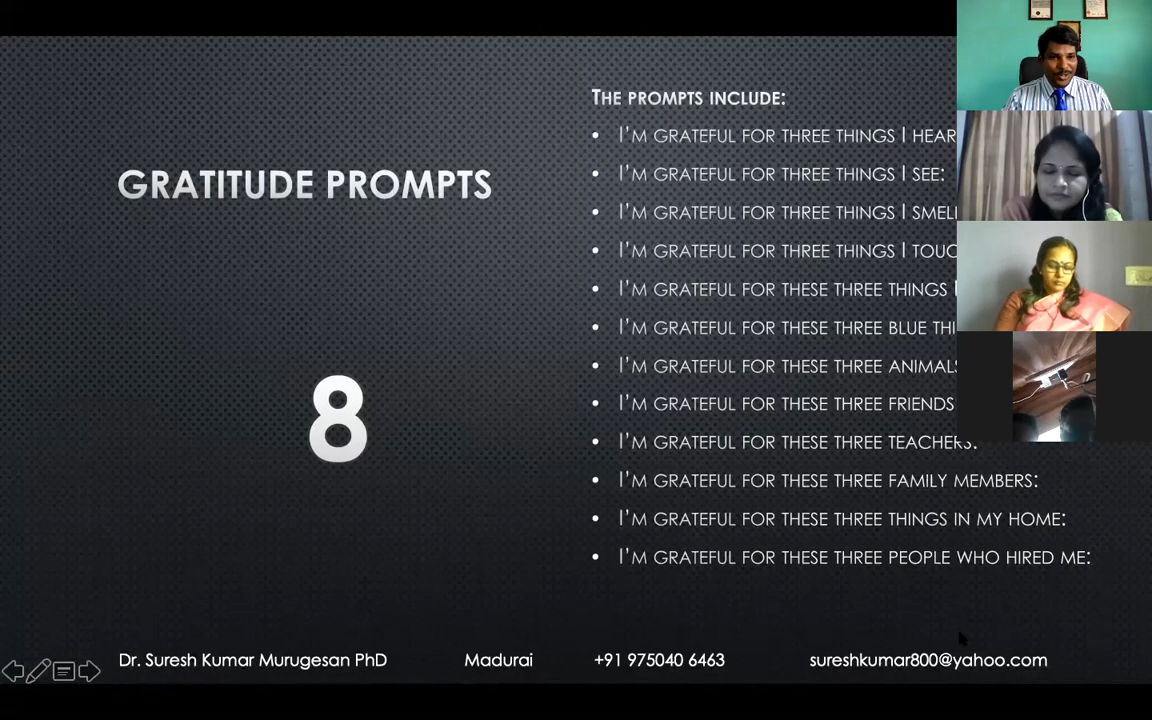 GRATITUDE PROMPTS
8
THE PROMPTS INCLUDE:
• I'M GRATEFUL FOR THREE THINGS I HEAR
• I'M GRATEFUL FOR THREE THINGS I SEE:
• I'M GRATEFUL FOR THREE THINGS I SMELL
• I'M GRATEFUL FOR THREE THINGS I
• I'M GRATEFUL FOR THESE THREE THINGS
• I'M GRATEFUL FOR THESE THREE BLUE
• I'M GRATEFUL FOR THESE THREE ANIMALS
• I'M GRATEFUL FOR THESE THREE FRIENDS
• I'M GRATEFUL FOR THESE THREE TEACHERS:
• I'M GRATEFUL FOR THESE THREE FAMILY MEMBERS:
• I'M GRATEFUL FOR THESE THREE THINGS IN MY HOME:
• I'M GRATEFUL FOR THESE THREE PEOPLE WHO HIRED ME:
Dr. Suresh Kumar Murugesan PhD Madurai +91 975040 6463 sureshkumar800@yahoo.com